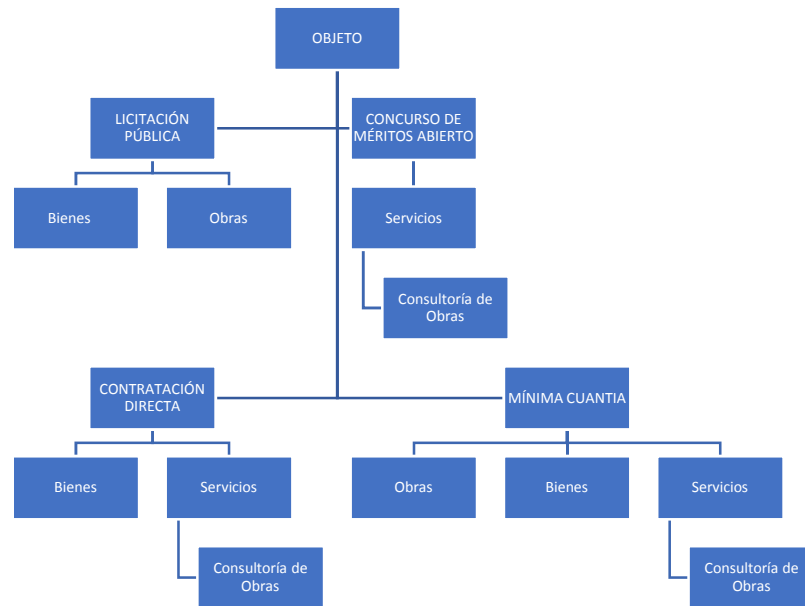 OBJETO
LICITACIÓN
PÚBLICA
CONCURSO DE
MÉRITOS ABIERTO
Bienes
Obras
Servicios
Consultoría de
Obras
CONTRATACIÓN
DIRECTA
MÍNIMA CUANTIA
Bienes
Servicios
Obras
Bienes
Servicios
Consultoría de
Obras
Consultoría de
Obras